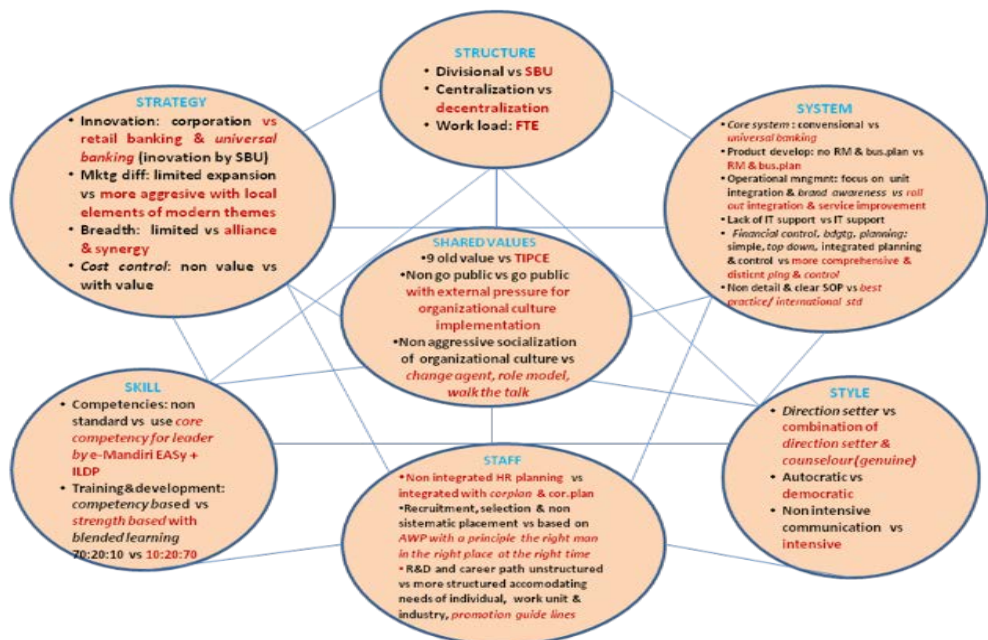 STRUCTURE
• Divisional vs SBU
• Centralization vs
decentralization
• Work load: FTE
STRATEGY
• Innovation: corporation vs
retail banking & universal
banking (inovation by SBU)
• Mktg diff: limited expansion
vs more aggresive with local
elements of modern themes
• Breadth: limited vs alliance
& synergy
• Cost control: non value vs
with value
SYSTEM
• Core system : convensional vs
universal banking
• Product develop: no RM & bus.plan vs
RM & bus.plan
• Operational mngmnt: focus on unit
integration & brand awareness vs roll
out integration & service improvement
• Lack of IT support vs IT support
• Financial control, bdgtg, planning:
simple, top down, integrated planning
& control vs more comprehensive &
disticnt plng & control
• Non detail & clear SOP vs best
practice/ international std
SHARED VALUES
• 9 old value vs TIPCE
•Non go public vs go public
with external pressure for
organizational culture
implementation
•Non aggressive socialization
of organizational culture vs
change agent, role model,
walk the talk
SKILL
• Competencies: non
standard vs use core
competency for leader
by e-Mandiri EASy +
ILDP
• Training&development:
competency based vs
strength based with
blended learning
70:20:10 vs 10:20:70
STAFF
• Non integrated HR planning vs
integrated with corplan & cor.plan
•Recruitment, selection & non
sistematic placement vs based on
AWP with a principle the right man
in the right place at the right time
• R&D and career path unstructured
vs more structured accomodating
needs of individual, work unit &
industry, promotion guide lines
STYLE
• Direction setter vs
combination of
direction setter &
counselour (genuine)
• Autocratic vs
democratic
• Non intensive
communication vs
intensive